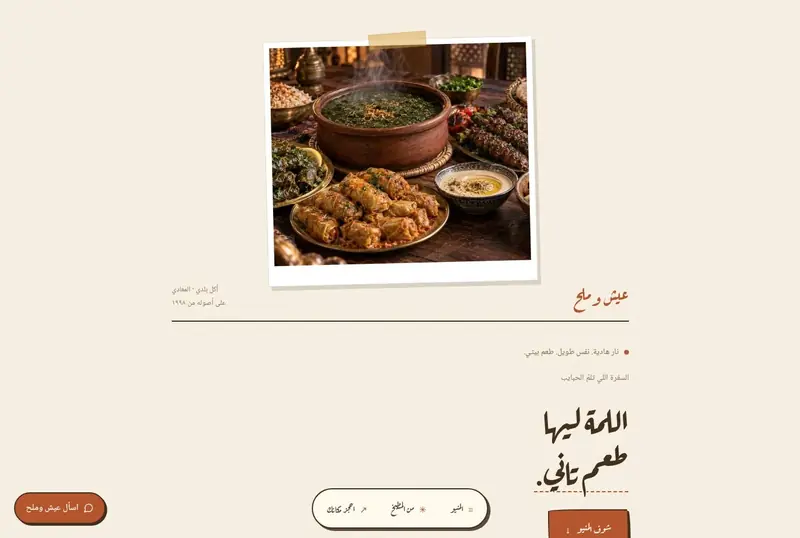 عيش و ملح
أكل بلدي · المعادي
على أصوله من ١٩٩٨.
نار هادية. نفس طويل. طعم بيتي.
السفرة اللي تلمّ الحبايب
اللمة ليها
طعم تاني.
شوف المنيو ↓
المنيو
من المطبخ
احجز مكانك
اسأل عيش وملح